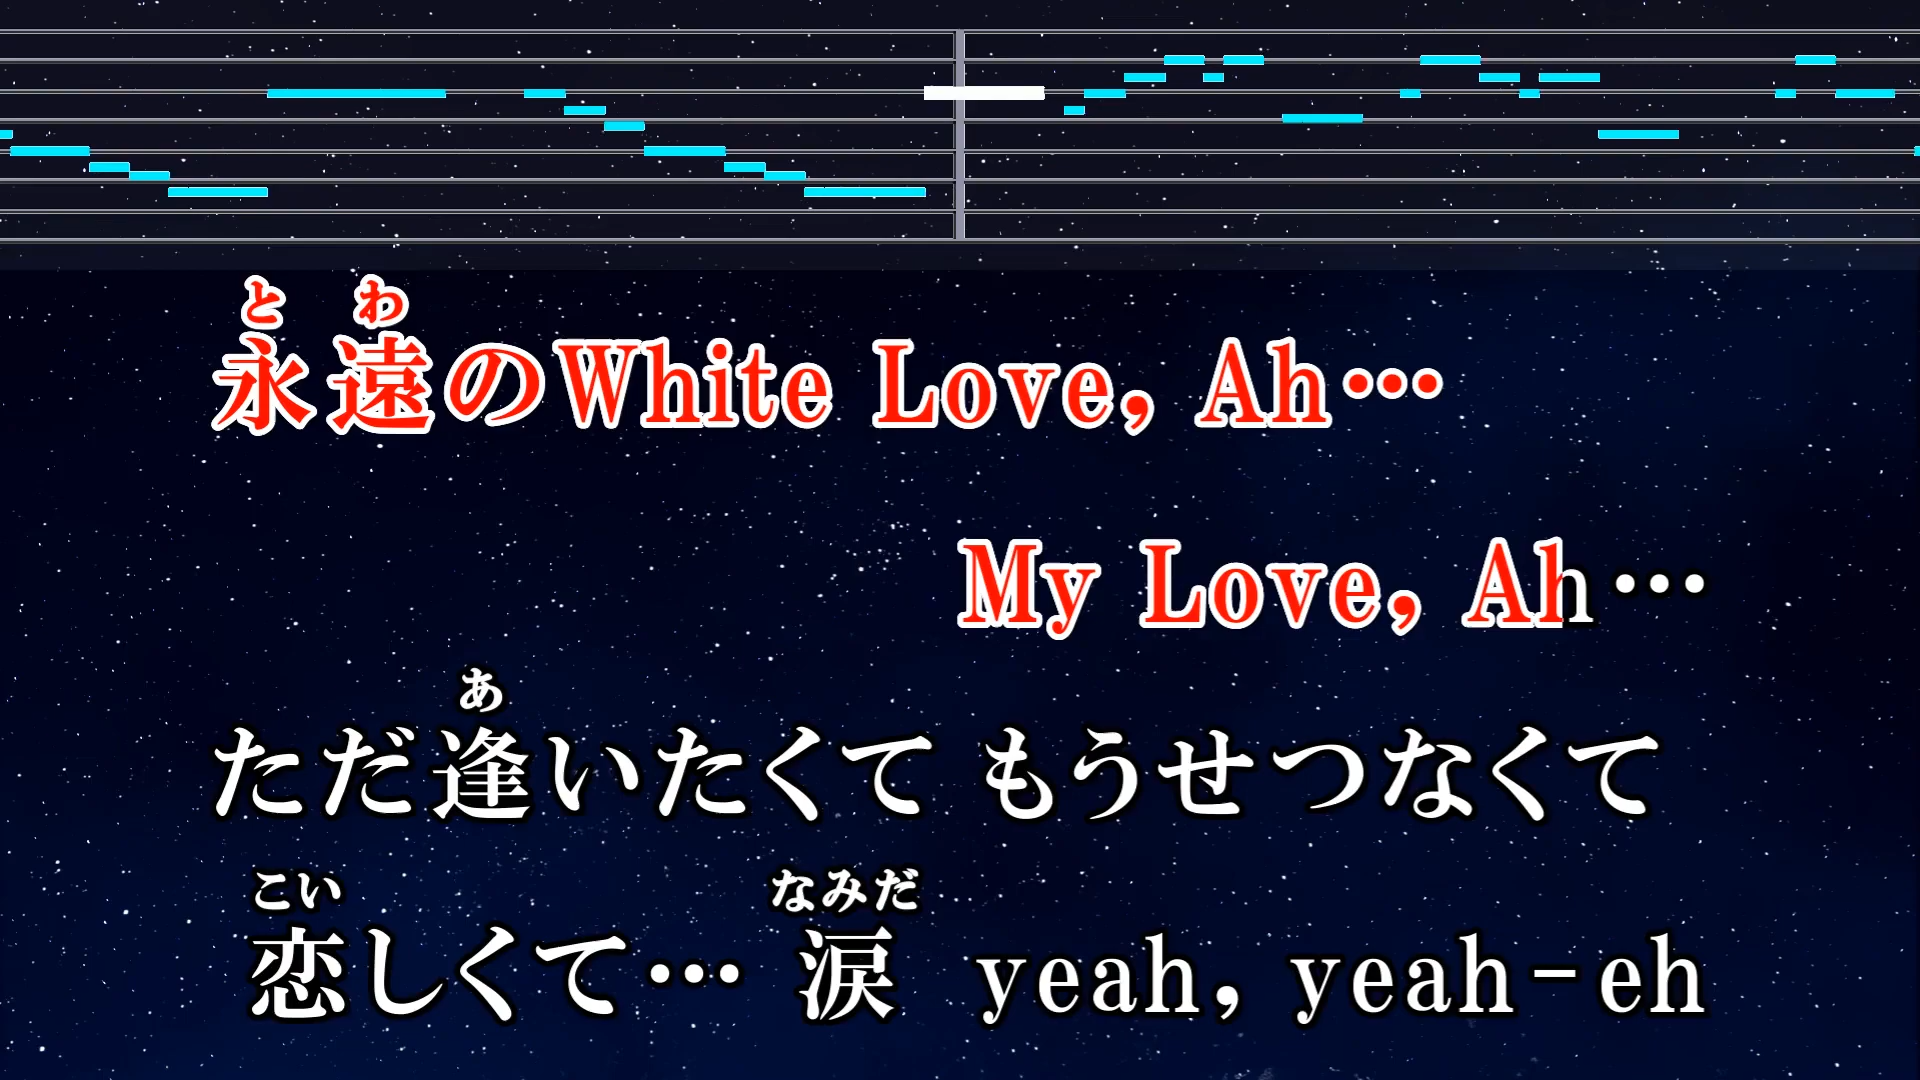 とわ
永遠のWhite Love, Ah…
My Love, Ah…
あ
ただ逢いたくて もうせつなくて
こい なみだ
恋しくて… 涙 yeah, yeah-eh